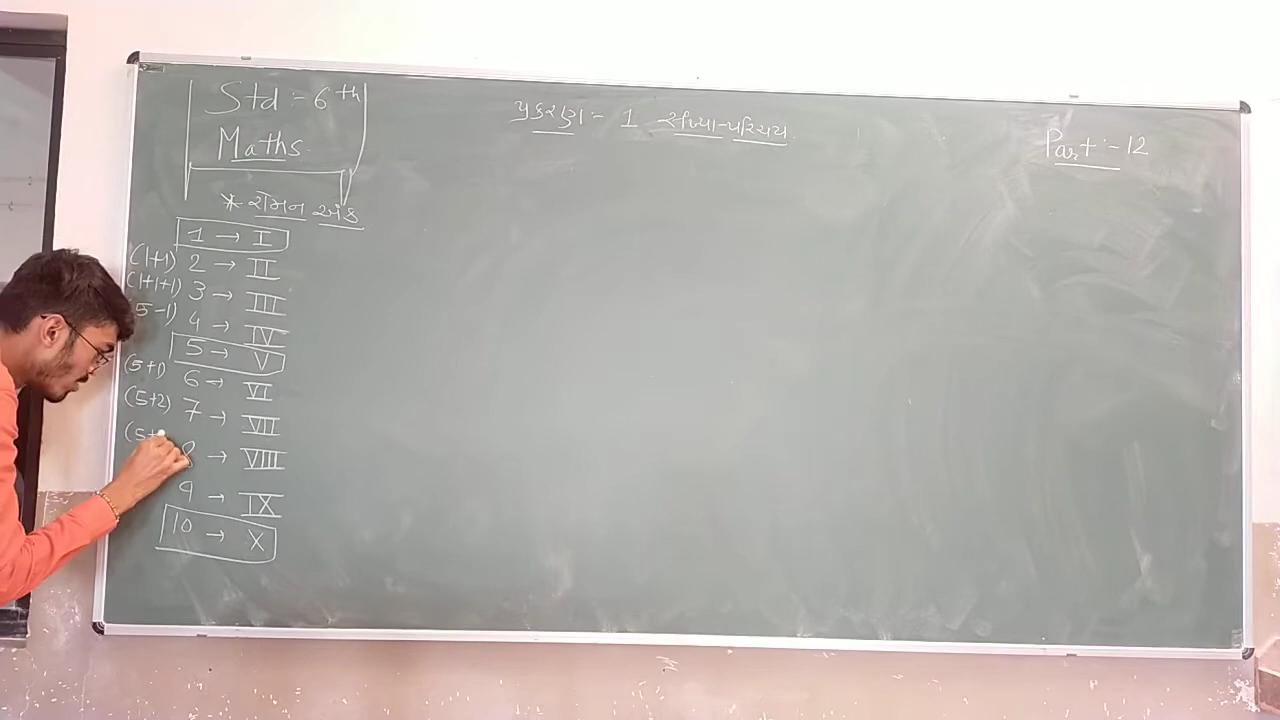 Std :- 6th
Maths.
પ્રકરણ :- 1 સંખ્યા-પરિચય
Part :- 12
* રોમન અંક
1 → I
(1+1) 2 → II
(1+1+1) 3 → III
5-1) 4 → IV
5 → V
(5+1) 6 → VI
(5+2) 7 → VII
(5+ 8 → VIII
9 → IX
10 → X